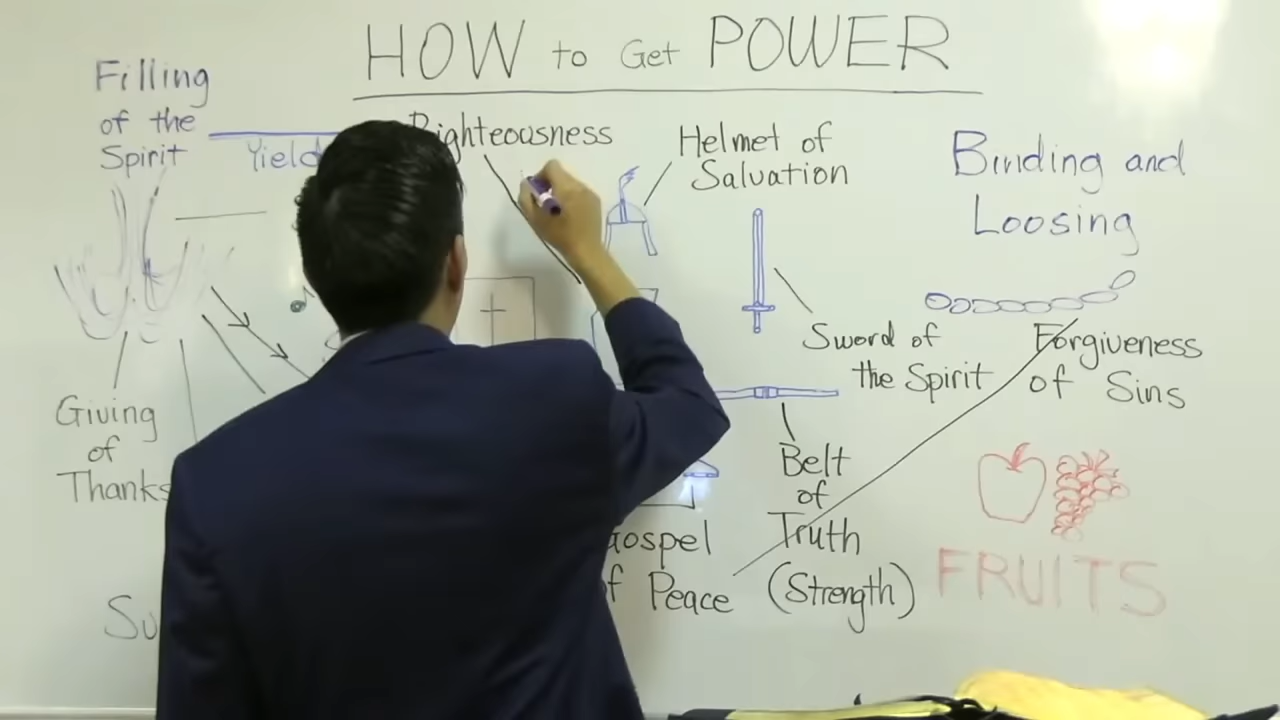 HOW to Get POWER
Filling
of the
Spirit
Yield
Righteousness
Helmet of
Salvation
Binding and
Loosing
Sword of
the Spirit
Forgiveness
of Sins
Giving
of
Thanks
Belt
of
Truth
(Strength)
Gospel
of Peace
FRUITS
Su